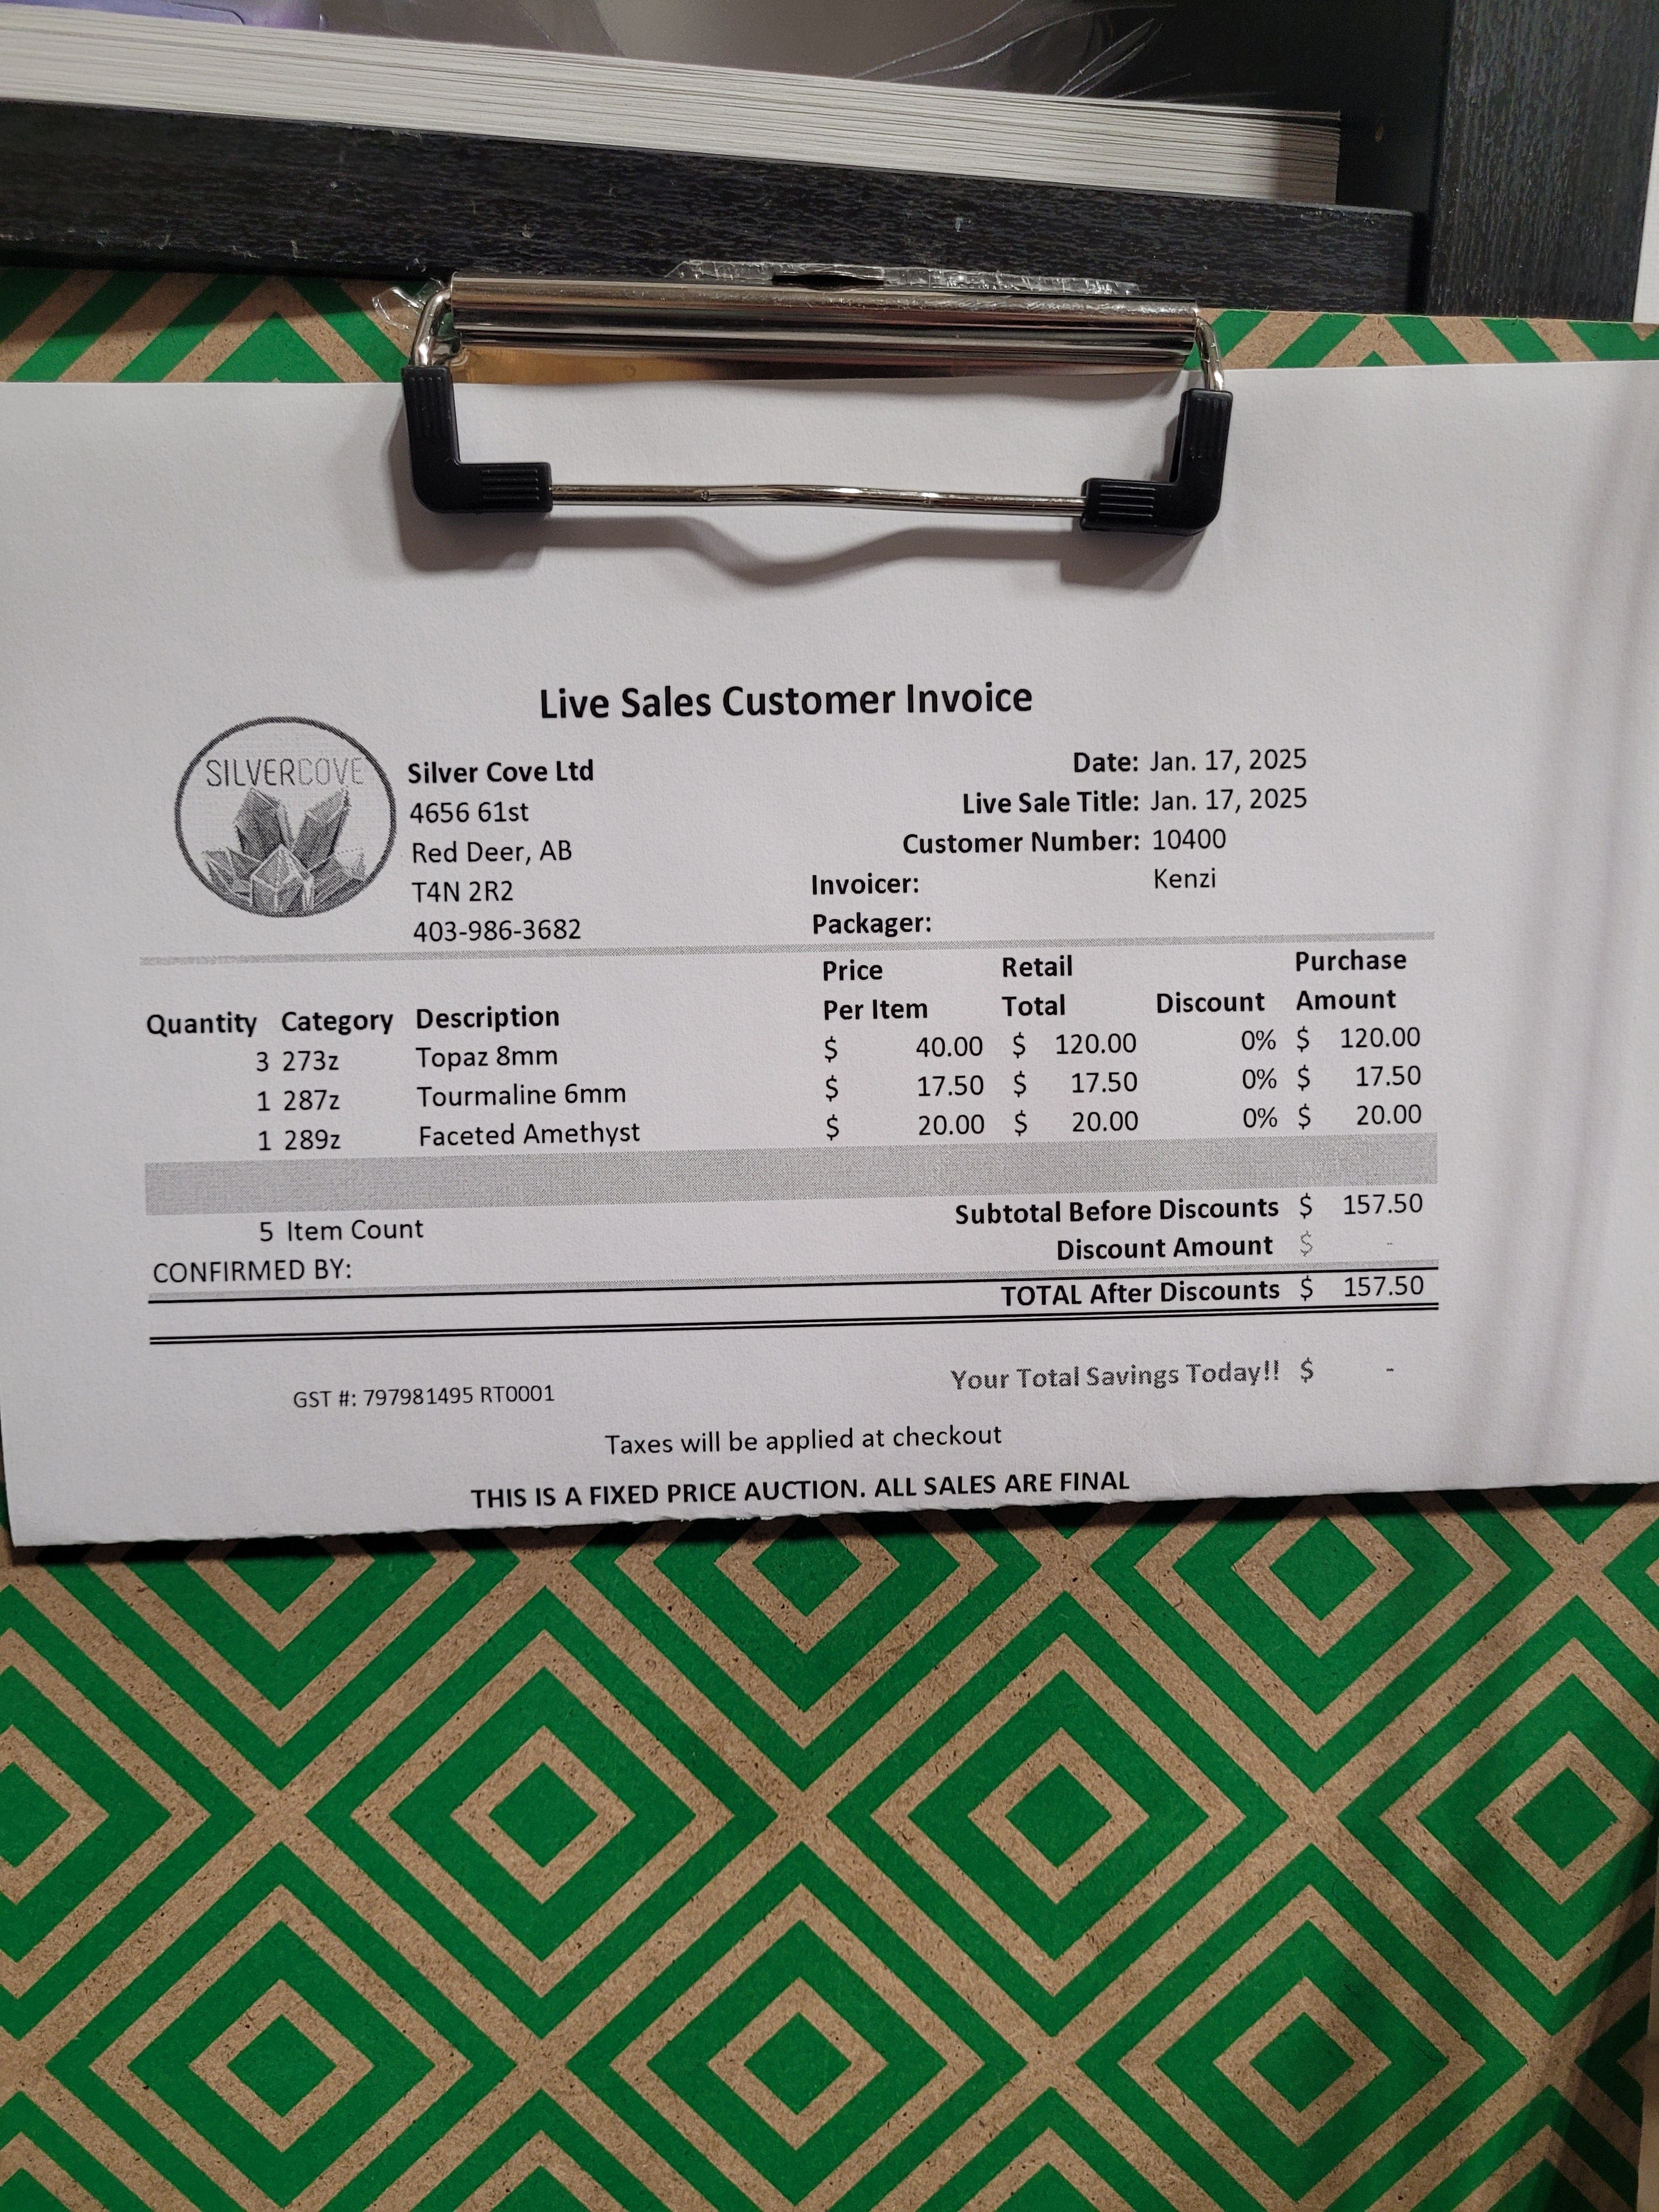 Live Sales Customer Invoice
SILVERCOVE
Silver Cove Ltd
4656 61st
Red Deer, AB
T4N 2R2
403-986-3682
Date: Jan. 17, 2025
Live Sale Title: Jan. 17, 2025
Customer Number: 10400
Invoicer: Kenzi
Packager:
Quantity Category Description Price Per Item Retail Total Discount Purchase Amount
3 273z Topaz 8mm $ 40.00 $ 120.00 0% $ 120.00
1 287z Tourmaline 6mm $ 17.50 $ 17.50 0% $ 17.50
1 289z Faceted Amethyst $ 20.00 $ 20.00 0% $ 20.00
5 Item Count
Subtotal Before Discounts $ 157.50
Discount Amount $ -
CONFIRMED BY:
TOTAL After Discounts $ 157.50
Your Total Savings Today!! $ -
GST #: 797981495 RT0001
Taxes will be applied at checkout
THIS IS A FIXED PRICE AUCTION. ALL SALES ARE FINAL